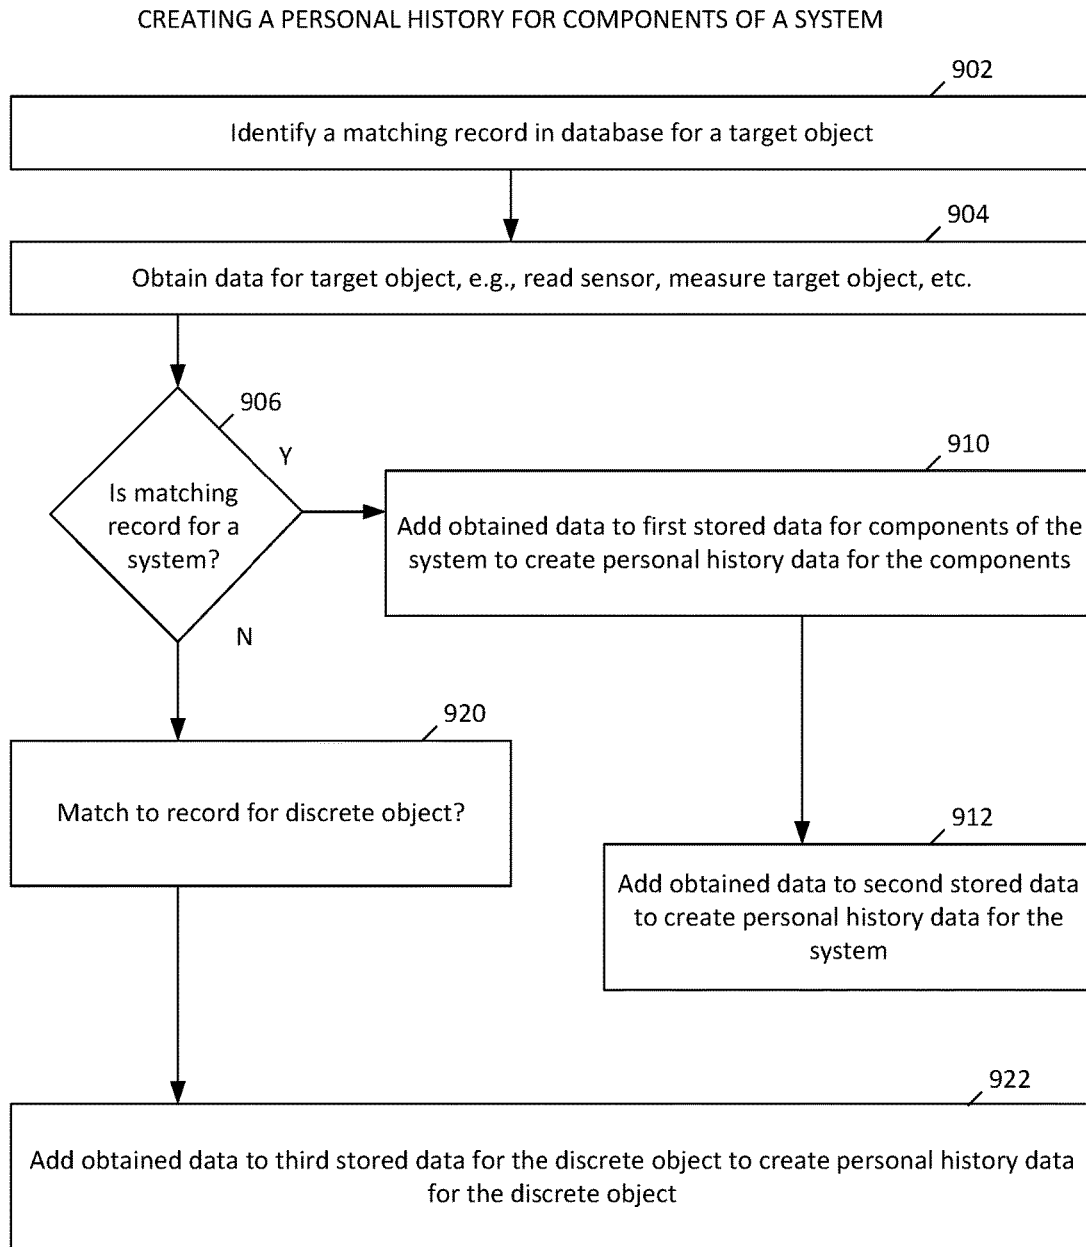 CREATING A PERSONAL HISTORY FOR COMPONENTS OF A SYSTEM
902
Identify a matching record in database for a target object
904
Obtain data for target object, e.g., read sensor, measure target object, etc.
906
Y
Is matching
record for a
system?
N
910
Add obtained data to first stored data for components of the
system to create personal history data for the components
920
Match to record for discrete object?
912
Add obtained data to second stored data
to create personal history data for the
system
922
Add obtained data to third stored data for the discrete object to create personal history data
for the discrete object